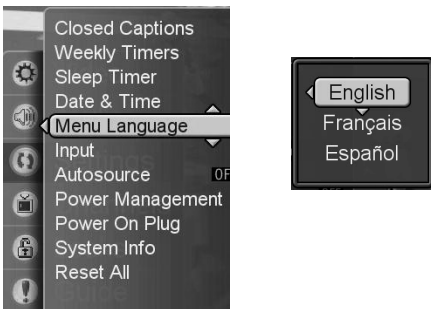 Closed Captions
Weekly Timers
Sleep Timer
Date & Time
Menu Language
Input
Autosource
Power Management
Power On Plug
System Info
Reset All
English
Français
Español